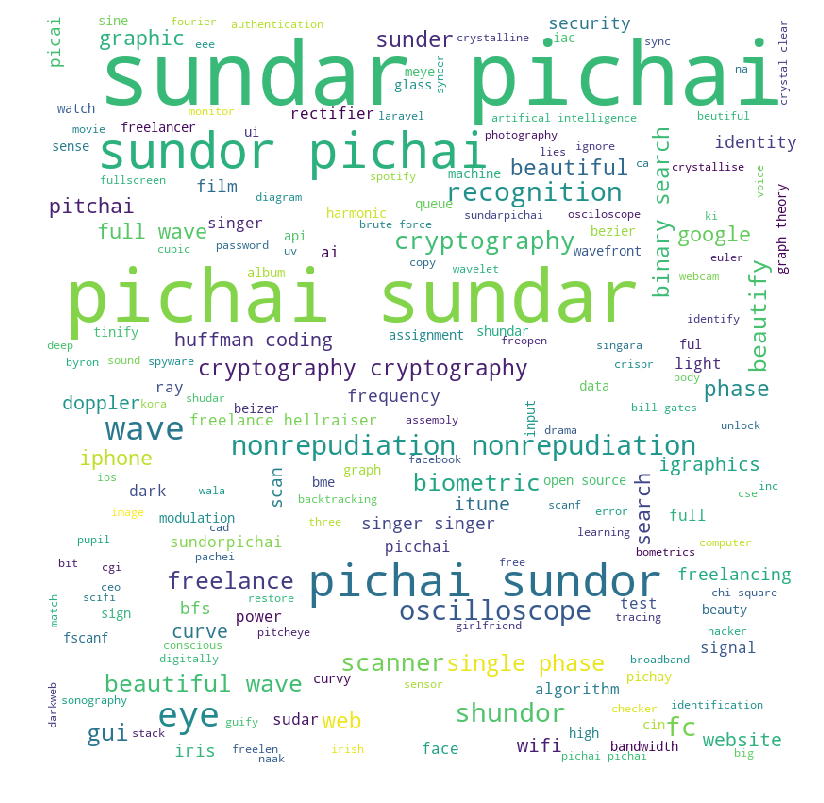 sine fourier authentication security
picai graphic eee sunder crystalline iac sync crystal clear
sundar pichai
meye glass syncer na
watch monitor rectifier laravel artifical intelligence beutiful
movie freelancer ui photography identity
sense sundor pichai lies ignore
beautiful ca crystallise
fullscreen film spotify machine binary search voice
pitchai diagram queue recognition ki
singer harmonic sundarpichai osciloscope graph theory
full wave api brute force bezier google
cubic password uv ai cryptography wavefront
copy euler
album wavelet webcam
pichai sundar beautify
tinify assignment shundar identify
deep huffman coding freopen singara ful
byron sound spyware cryptography cryptography crispr light
ray kora shudar frequency data body phase
doppler beizer bill gates
freelance hellraiser assembly input unlock
wave drama
nonrepudiation nonrepudiation
iphone facebook igraphics
ios scan graph biometric open source cse inc
dark wala bme itune scanf search
image backtracking error full
modulation three singer singer learning
pupil cad sundorpichai picchai bometrics computer
bit cgi pachei free
ceo freelance pichai sundor freelancing
scifi restore chi square
match sign bfs power oscilloscope test beauty
fscanf curve pitcheye girlfriend tracing hacker
conscious signal
digitally scanner single phase broadband
beautiful wave curvy sensor pichay
darkweb sonography algorithm identification
eye shundor checker
gui guify sudar web cin fc
stack high website
iris freelen irish face wifi bandwidth
naak pichai pichai big